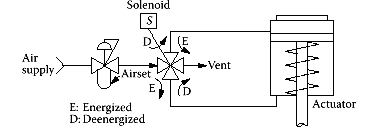 Solenoid
S
D
E
Air
supply
Airset
Vent
E
D
Actuator
E: Energized
D: Deenergized